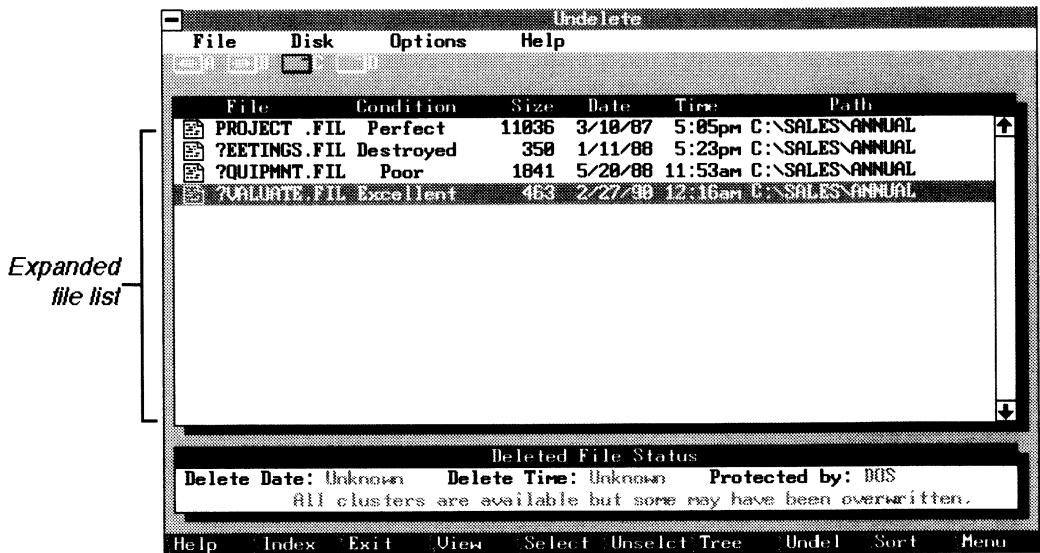 Undelete
File Disk Options Help
A B C D
File Condition Size Date Time Path
PROJECT .FIL Perfect 11036 3/10/87 5:05pm C:\SALES\ANNUAL
?EETINGS.FIL Destroyed 350 1/11/88 5:23pm C:\SALES\ANNUAL
?QUIPMNT.FIL Poor 1841 5/20/88 11:53am C:\SALES\ANNUAL
?VALUATE.FIL Excellent 463 2/27/90 12:16am C:\SALES\ANNUAL
Expanded
file list
Deleted File Status
Delete Date: Unknown Delete Time: Unknown Protected by: DOS
All clusters are available but some may have been overwritten.
Help Index Exit View Select Unselct Tree Undel Sort Menu